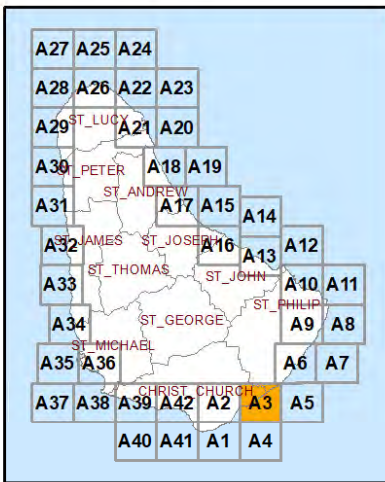 A27 A25 A24
A28 A26 A22 A23
A29 ST_LUCY A21 A20
A30 ST_PETER A18 A19
ST_ANDREW
A31 A17 A15 A14
A32 ST_JAMES ST_JOSEPH A16 A13 A12
A33 ST_THOMAS ST_JOHN A10 A11
ST_PHILIP
A34 ST_GEORGE A9 A8
ST_MICHAEL
A35 A36 A6 A7
CHRIST_CHURCH
A37 A38 A39 A42 A2 A3 A5
A40 A41 A1 A4